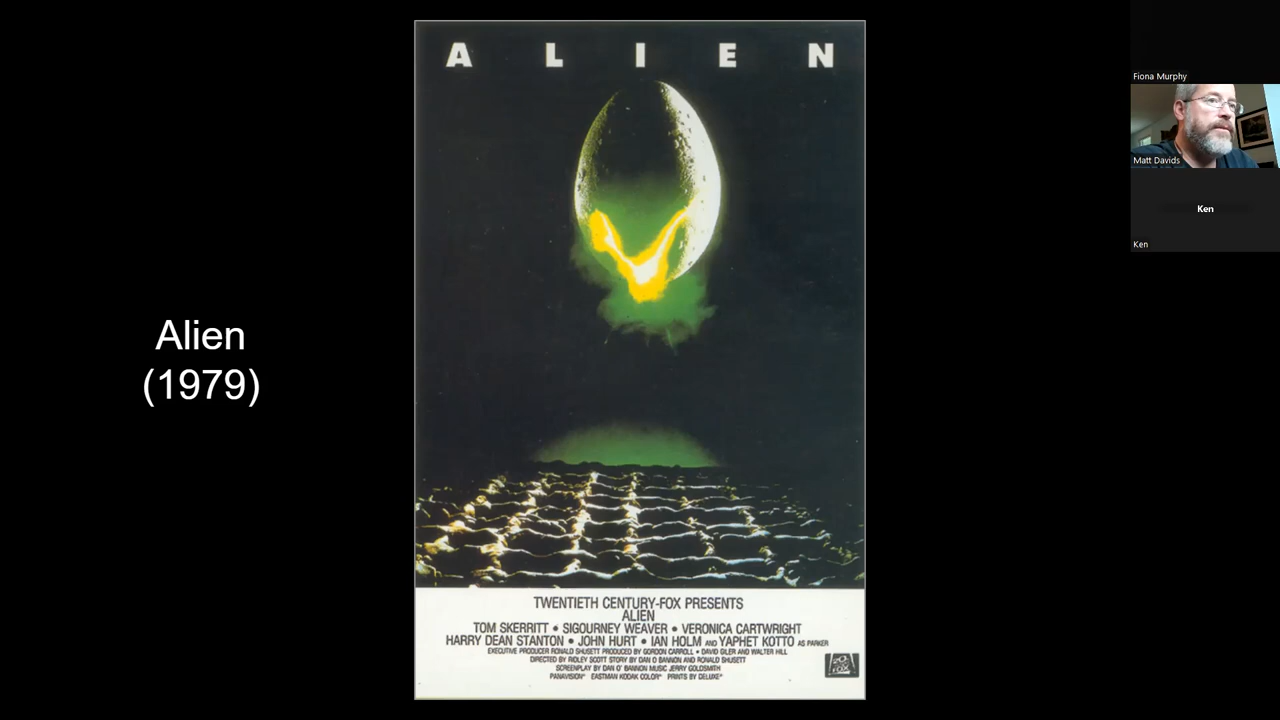 Alien
(1979)
A L I E N
TWENTIETH CENTURY-FOX PRESENTS
ALIEN
TOM SKERRITT • SIGOURNEY WEAVER • VERONICA CARTWRIGHT
HARRY DEAN STANTON • JOHN HURT • IAN HOLM AND YAPHET KOTTO AS PARKER
EXECUTIVE PRODUCER RONALD SHUSETT PRODUCED BY GORDON CARROLL • DAVID GILER AND WALTER HILL
DIRECTED BY RIDLEY SCOTT STORY BY DAN O'BANNON AND RONALD SHUSETT
SCREENPLAY BY DAN O'BANNON MUSIC JERRY GOLDSMITH
PANAVISION® EASTMAN KODAK COLOR® PRINTS BY DELUXE®
20th
FOX
Fiona Murphy
Matt Davids
Ken
Ken